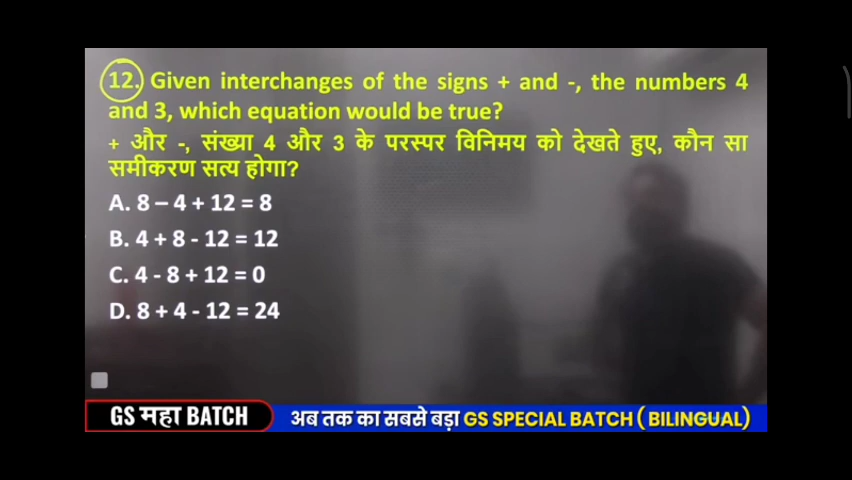 12. Given interchanges of the signs + and -, the numbers 4
and 3, which equation would be true?
+ और -, संख्या 4 और 3 के परस्पर विनिमय को देखते हुए, कौन सा
समीकरण सत्य होगा?
A. 8 – 4 + 12 = 8
B. 4 + 8 - 12 = 12
C. 4 - 8 + 12 = 0
D. 8 + 4 - 12 = 24
GS महा BATCH
अब तक का सबसे बड़ा GS SPECIAL BATCH ( BILINGUAL)